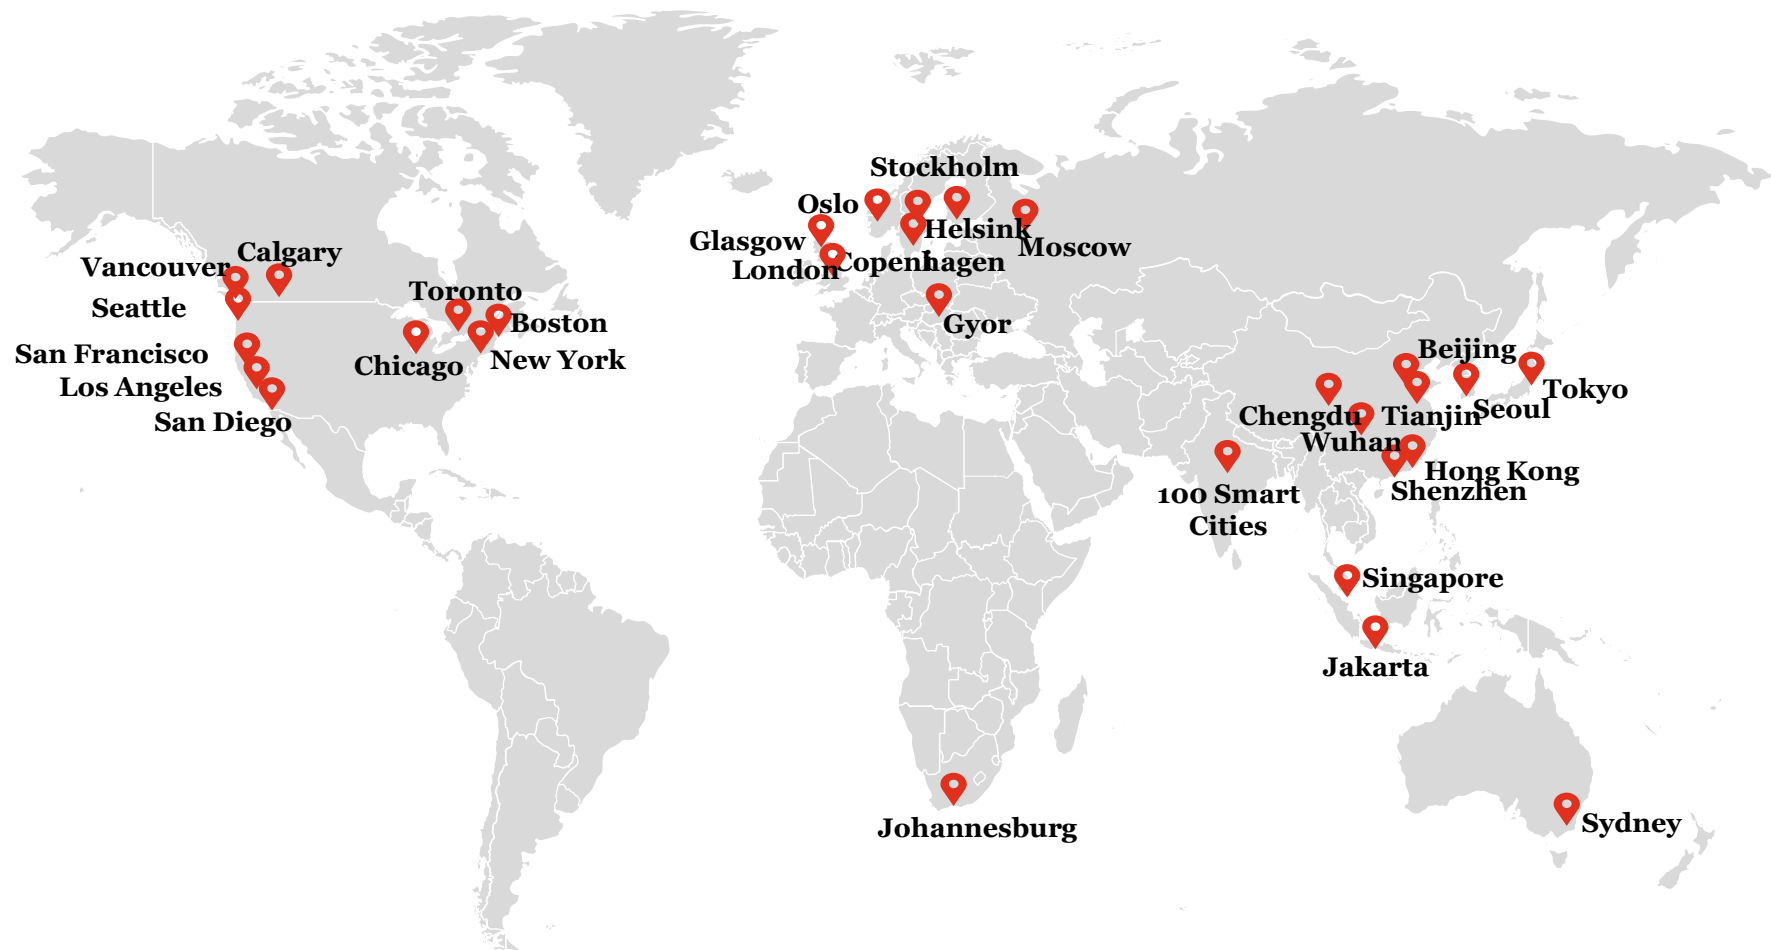 Stockholm
Oslo
Helsink
Glasgow
Moscow
Calgary
London
Copenhagen
Vancouver
Toronto
Seattle
Boston
Gyor
Beijing
San Francisco
Chicago
New York
Los Angeles
Tokyo
San Diego
Chengdu
Tianjin
Seoul
Wuhan
Hong Kong
Shenzhen
100 Smart
Cities
Singapore
Jakarta
Johannesburg
Sydney